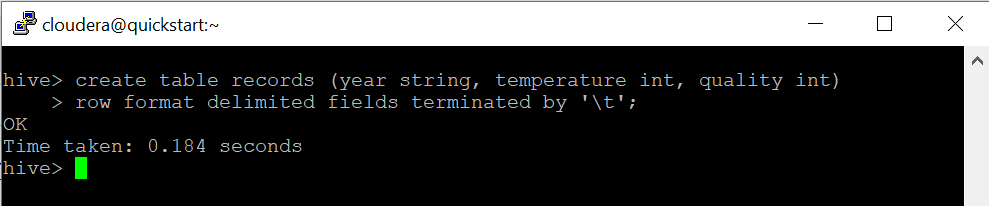 cloudera@quickstart:~
hive> create table records (year string, temperature int, quality int)
    > row format delimited fields terminated by '\t';
OK
Time taken: 0.184 seconds
hive>